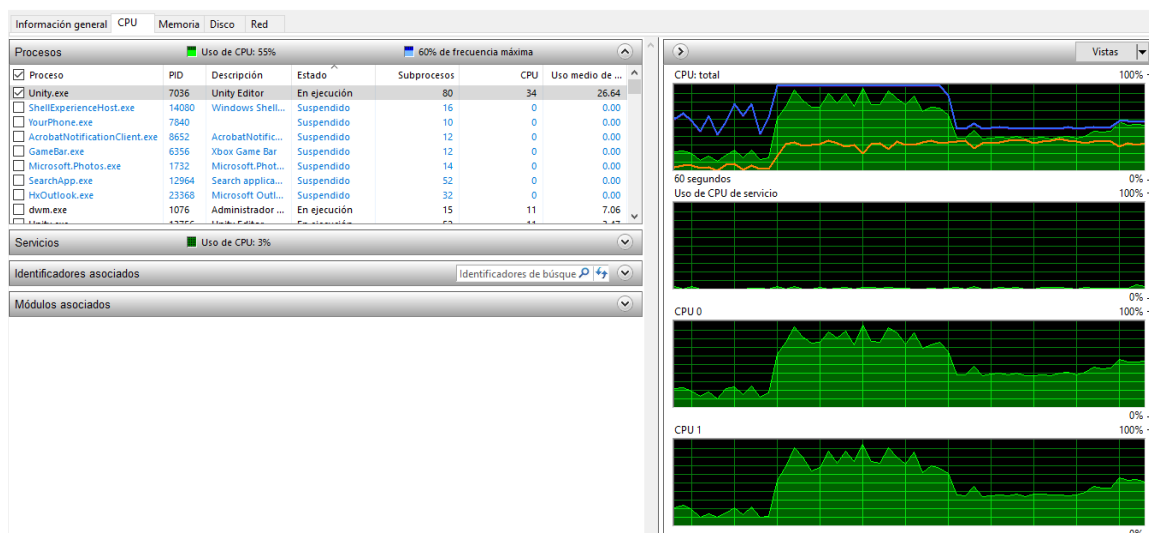 Información general CPU Memoria Disco Red
Procesos Uso de CPU: 55% 60% de frecuencia máxima
Proceso PID Descripción Estado Subprocesos CPU Uso medio de ...
Unity.exe 7036 Unity Editor En ejecución 80 34 26.64
ShellExperienceHost.exe 14080 Windows Shell... Suspendido 16 0 0.00
YourPhone.exe 7840 Suspendido 10 0 0.00
AcrobatNotificationClient.exe 8652 AcrobatNotific... Suspendido 12 0 0.00
GameBar.exe 6356 Xbox Game Bar Suspendido 12 0 0.00
Microsoft.Photos.exe 1732 Microsoft.Phot... Suspendido 14 0 0.00
SearchApp.exe 12964 Search applica... Suspendido 52 0 0.00
HxOutlook.exe 23368 Microsoft Outl... Suspendido 32 0 0.00
dwm.exe 1076 Administrador ... En ejecución 15 11 7.06
Servicios Uso de CPU: 3%
Identificadores asociados Identificadores de búsque
Módulos asociados
Vistas
CPU: total 100%
60 segundos 0%
Uso de CPU de servicio 100%
0%
CPU 0 100%
0%
CPU 1 100%